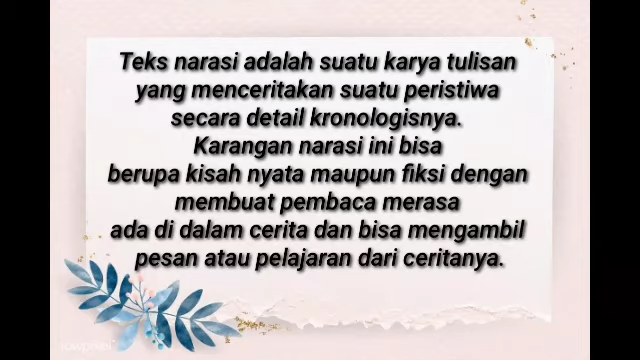 Teks narasi adalah suatu karya tulisan
yang menceritakan suatu peristiwa
secara detail kronologisnya.
Karangan narasi ini bisa
berupa kisah nyata maupun fiksi dengan
membuat pembaca merasa
ada di dalam cerita dan bisa mengambil
pesan atau pelajaran dari ceritanya.